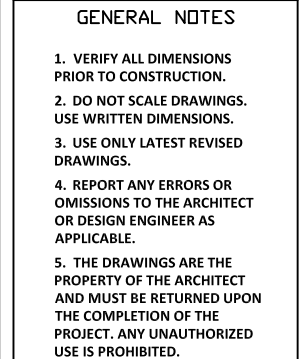 GENERAL NOTES
1. VERIFY ALL DIMENSIONS
PRIOR TO CONSTRUCTION.
2. DO NOT SCALE DRAWINGS.
USE WRITTEN DIMENSIONS.
3. USE ONLY LATEST REVISED
DRAWINGS.
4. REPORT ANY ERRORS OR
OMISSIONS TO THE ARCHITECT
OR DESIGN ENGINEER AS
APPLICABLE.
5. THE DRAWINGS ARE THE
PROPERTY OF THE ARCHITECT
AND MUST BE RETURNED UPON
THE COMPLETION OF THE
PROJECT. ANY UNAUTHORIZED
USE IS PROHIBITED.